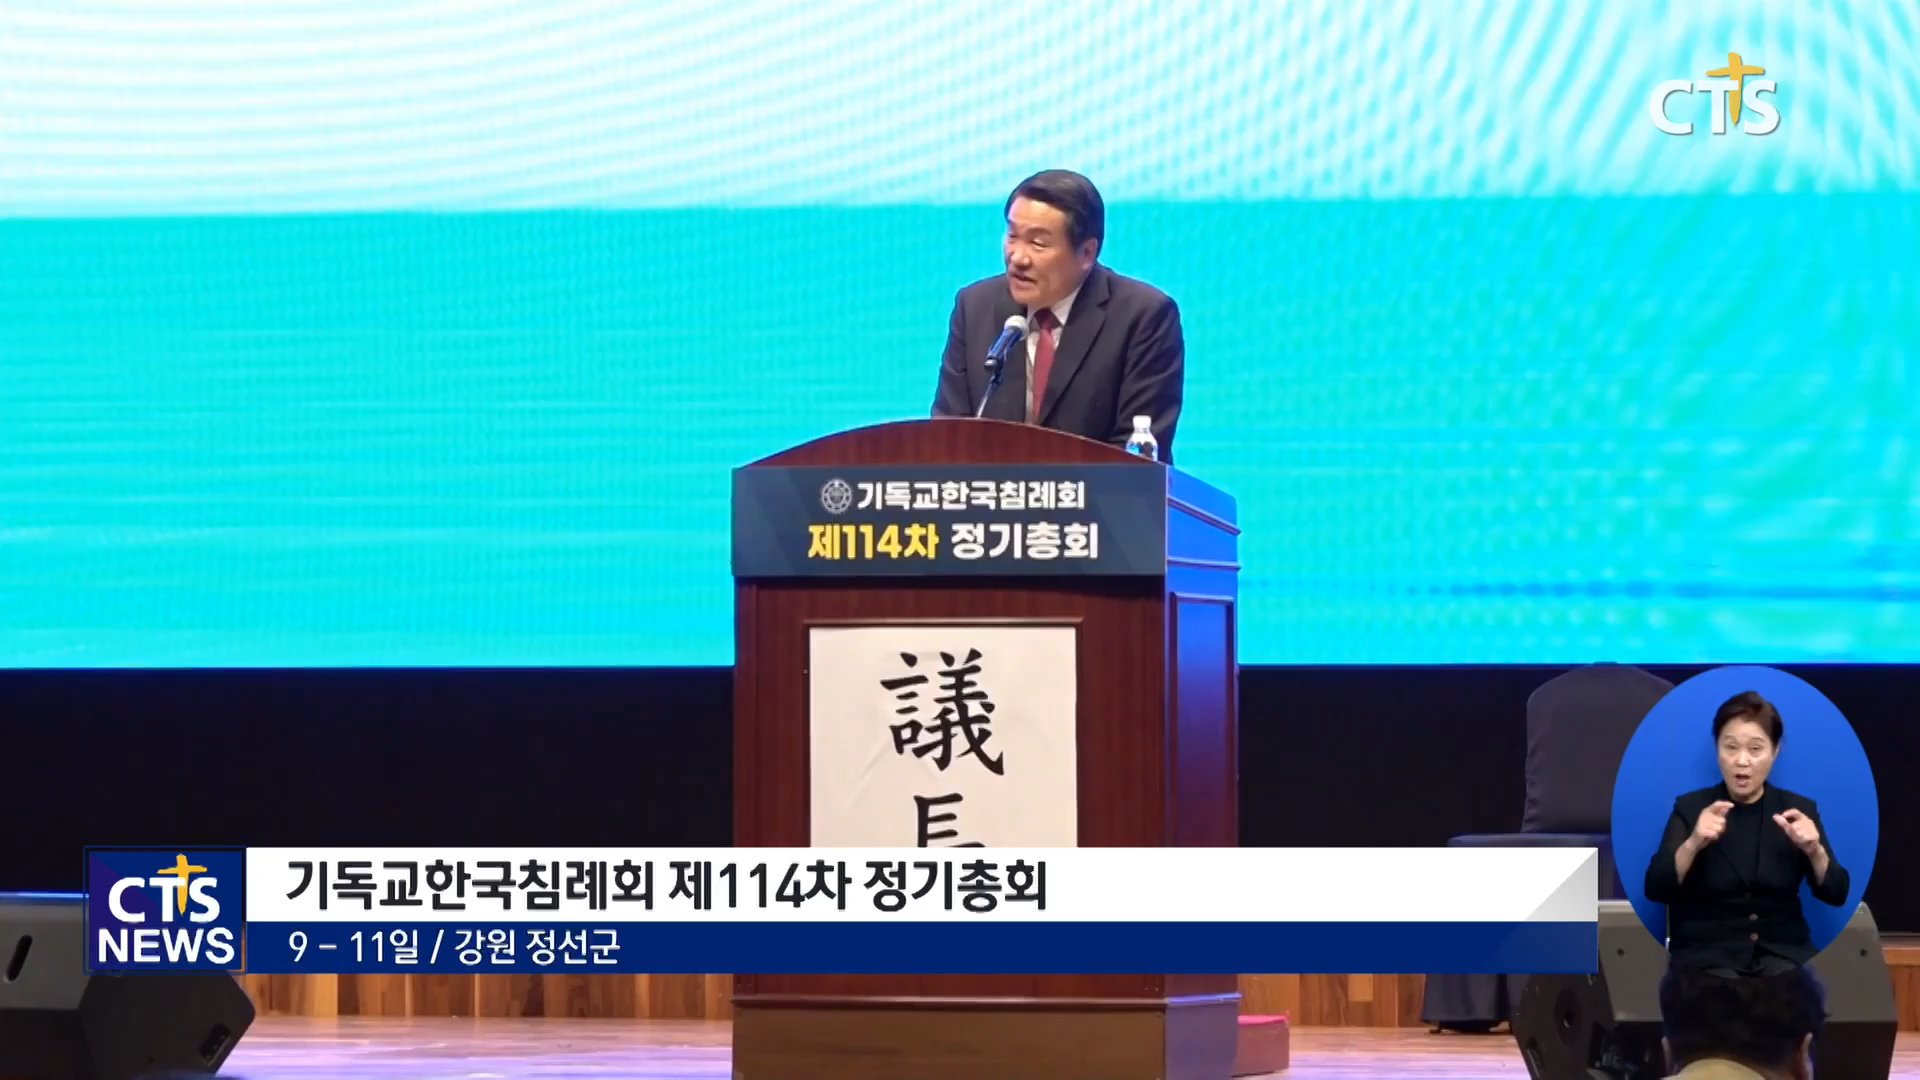 CTS
기독교한국침례회
제114차 정기총회
議
長
CTS
NEWS
기독교한국침례회 제114차 정기총회
9 - 11일 / 강원 정선군